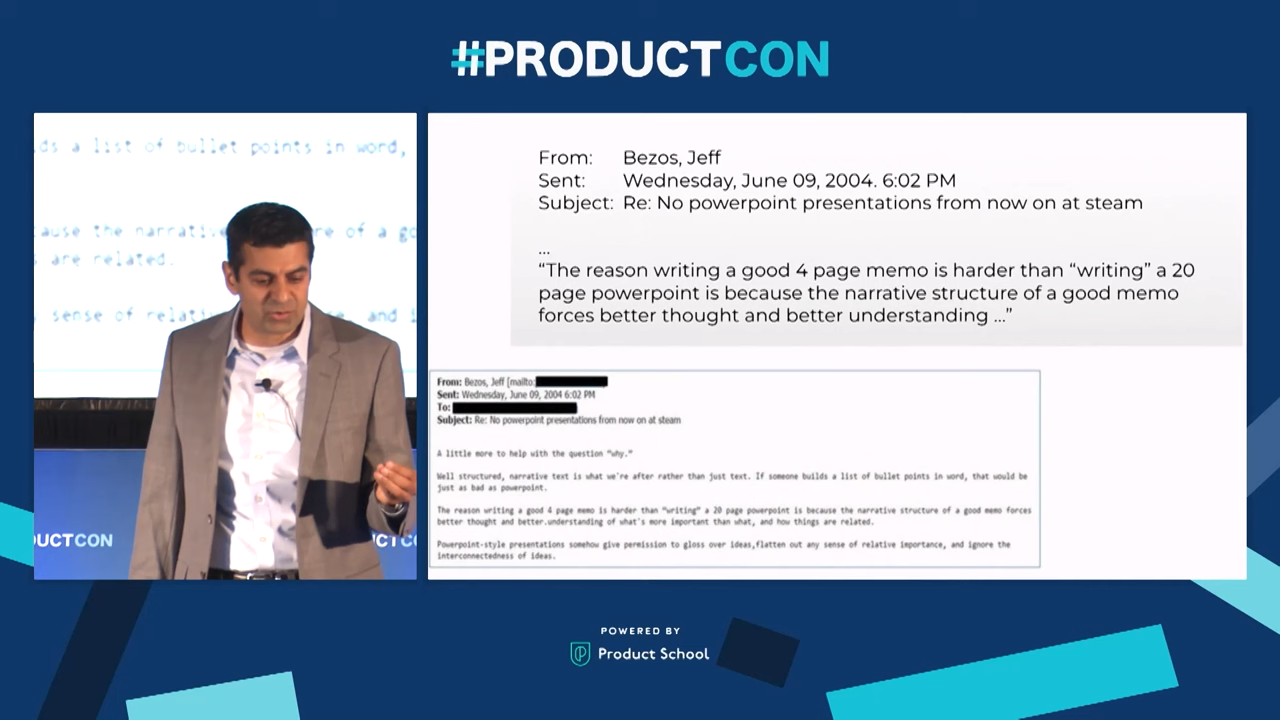 #PRODUCTCON
ds a list of bullet points in word,
ause the narrative
re of a go
are related.
sense of relati
e, and i
DUCTCON
UCTC
From: Bezos, Jeff
Sent: Wednesday, June 09, 2004. 6:02 PM
Subject: Re: No powerpoint presentations from now on at steam
...
“The reason writing a good 4 page memo is harder than “writing” a 20
page powerpoint is because the narrative structure of a good memo
forces better thought and better understanding ...”
From: Bezos, Jeff [mailto:
Sent: Wednesday, June 09, 2004 6:02 PM
To:
Subject: Re: No powerpoint presentations from now on at steam
A little more to help with the question "why."
Well structured, narrative text is what we're after rather than just text. If someone builds a list of bullet points in word, that would be
just as bad as powerpoint.
The reason writing a good 4 page memo is harder than "writing" a 20 page powerpoint is because the narrative structure of a good memo forces
better thought and better.understanding of what's more important than what, and how things are related.
Powerpoint-style presentations somehow give permission to gloss over ideas,flatten out any sense of relative importance, and ignore the
interconnectedness of ideas.
POWERED BY
Product School